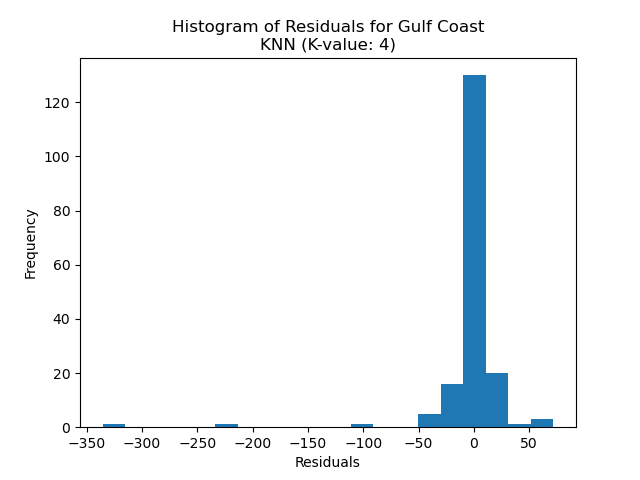 Histogram of Residuals for Gulf Coast
KNN (K-value: 4)
120
100
80
60
40
20
0
Frequency
−350 −300 −250 −200 −150 −100 −50 0 50
Residuals